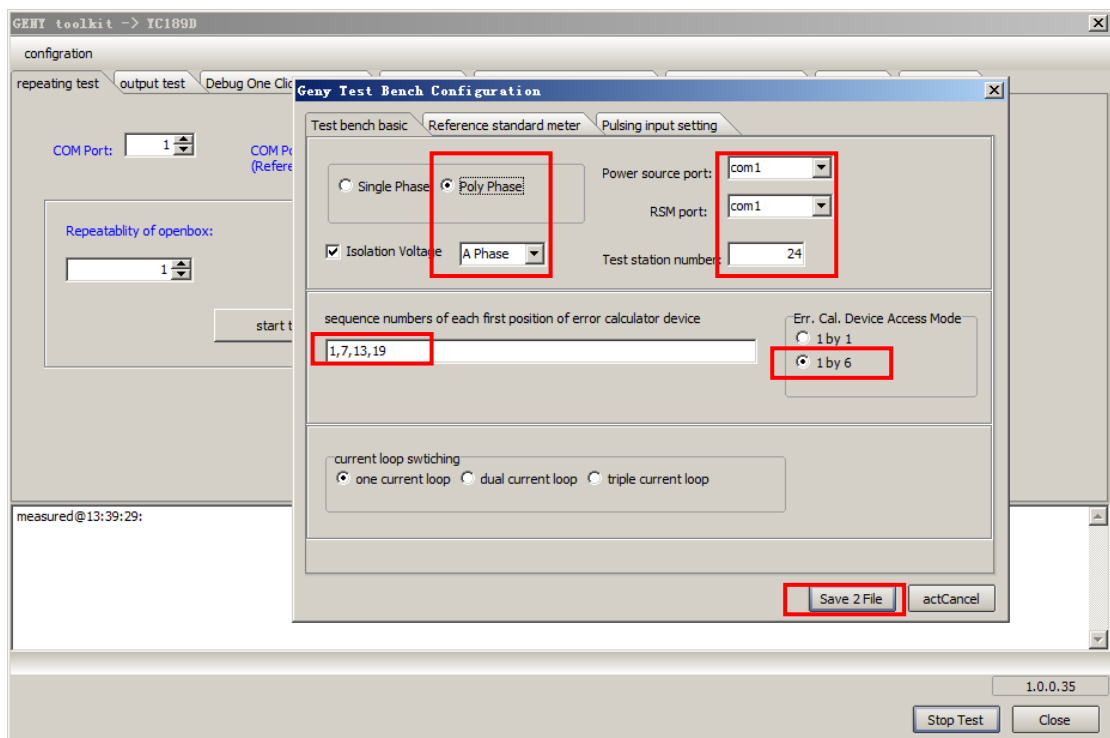 GENY toolkit -> YC189D
configration
repeating test output test Debug One Clic
COM Port: 1 COM Po
(Refere
Repeatablity of openbox:
1
start t
Geny Test Bench Configuration
Test bench basic Reference standard meter Pulsing input setting
Single Phase Poly Phase
Power source port: com1
RSM port: com1
Isolation Voltage A Phase
Test station number: 24
sequence numbers of each first position of error calculator device
1,7,13,19
Err. Cal. Device Access Mode
1 by 1
1 by 6
current loop swtiching
one current loop dual current loop triple current loop
Save 2 File actCancel
measured@13:39:29:
1.0.0.35
Stop Test Close